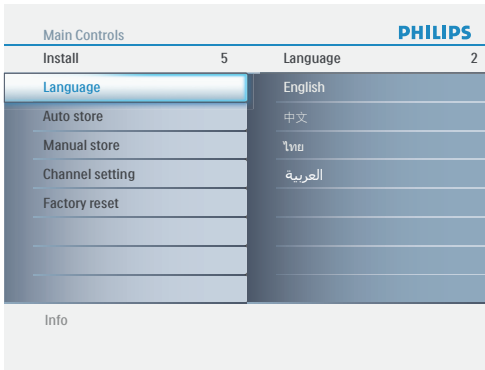 Main Controls
PHILIPS
Install 5
Language 2
Language
English
Auto store
中文
Manual store
ไทย
Channel setting
العربية
Factory reset
Info